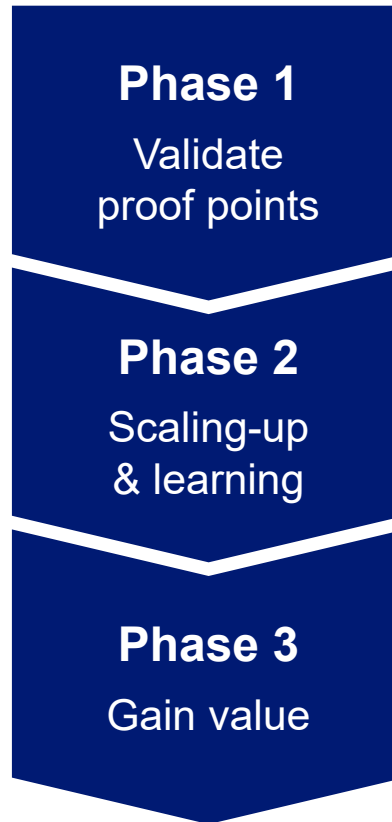 Phase 1
Validate
proof points
Phase 2
Scaling-up
& learning
Phase 3
Gain value